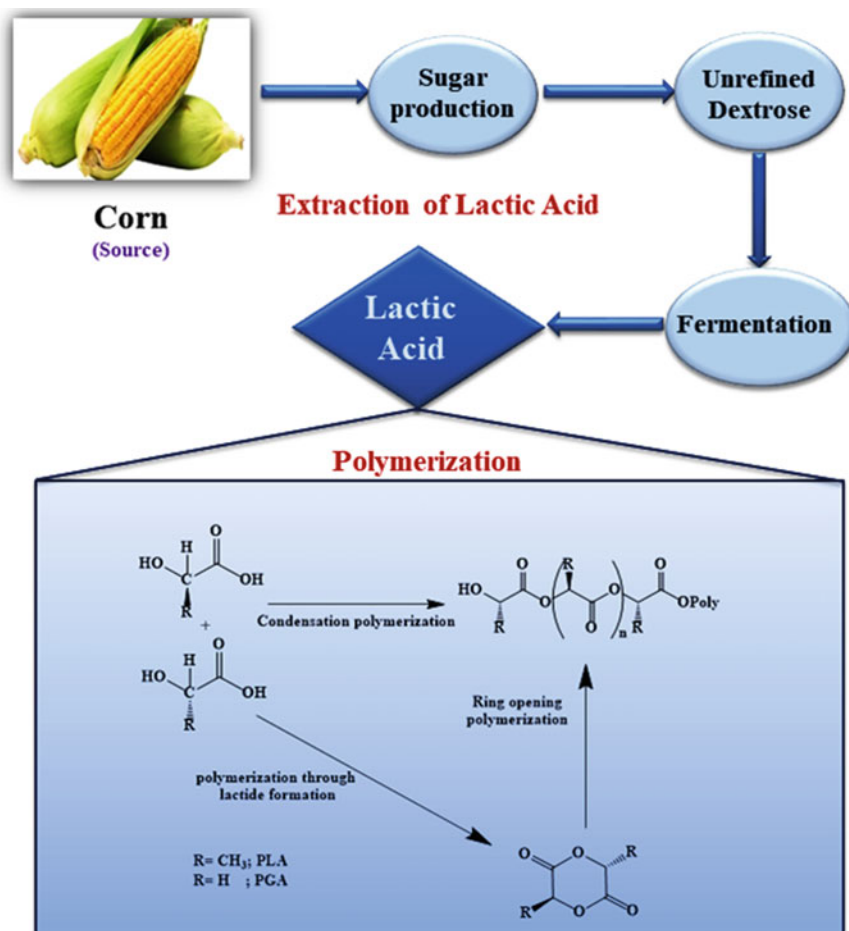 Sugar
production
Unrefined
Dextrose
Corn
(Source)
Extraction of Lactic Acid
Lactic
Acid
Fermentation
Polymerization
H
O
HO
C
OH
R
+
H
O
HO
C
OH
R
Condensation polymerization
O
R
O
HO
O
O
OPoly
R
O
n
R
Ring opening
polymerization
polymerization through
lactide formation
R= CH₃; PLA
R= H ; PGA
O
O
R
R
O
O